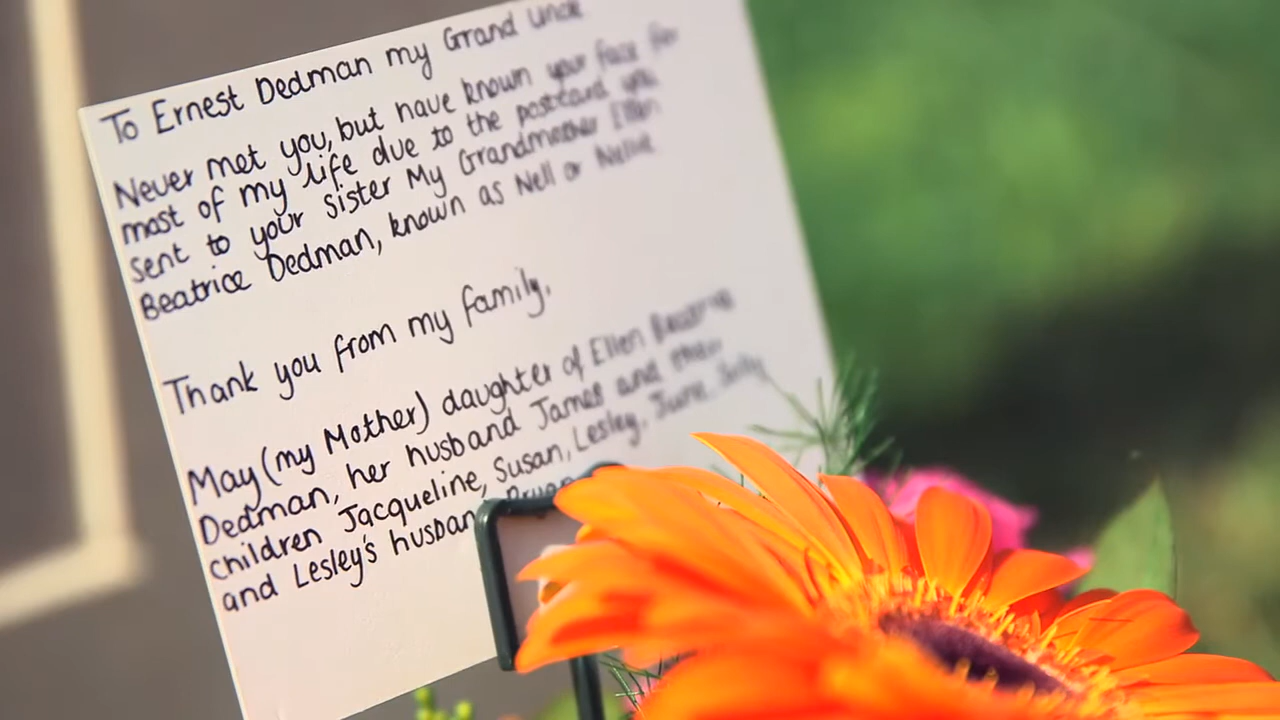 To Ernest Dedman my Grand Uncle
Never met you, but have known your face for
most of my life due to the postcard you
sent to your sister My Grandmother Ellen
Beatrice Dedman, known as Nell or Nellie
Thank you from my family,
May (my Mother) daughter of Ellen Beatrice
Dedman, her husband James and their
children Jacqueline, Susan, Lesley, June, Sally
and Lesley's husband Bryan